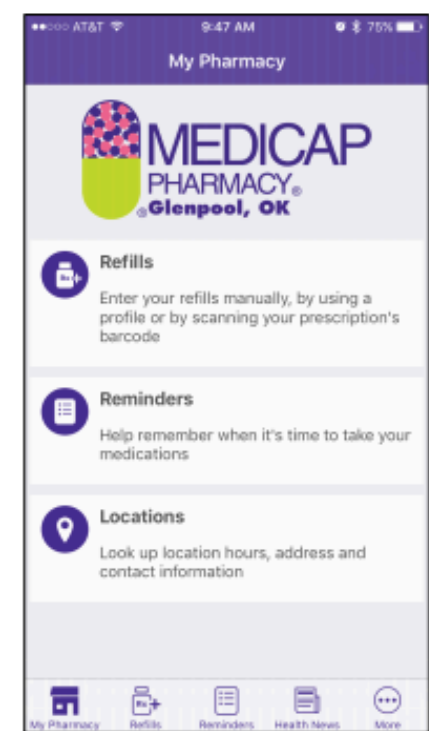 AT&T 9:47 AM 75%
My Pharmacy
MEDICAP
PHARMACY®
®Glenpool, OK
Refills
Enter your refills manually, by using a
profile or by scanning your prescription's
barcode
Reminders
Help remember when it's time to take your
medications
Locations
Look up location hours, address and
contact information
Rx+
My Pharmacy Refills Reminders Health News More